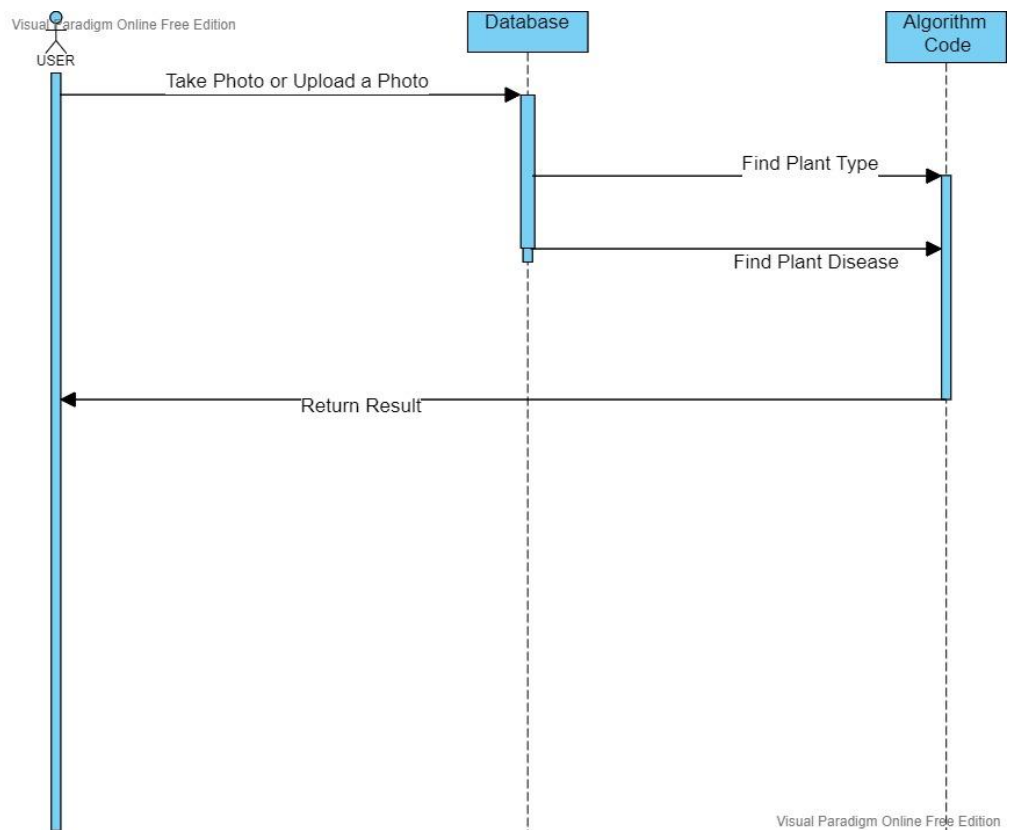 Visual Paradigm Online Free Edition
USER
Database
Algorithm
Code
Take Photo or Upload a Photo
Find Plant Type
Find Plant Disease
Return Result
Visual Paradigm Online Free Edition